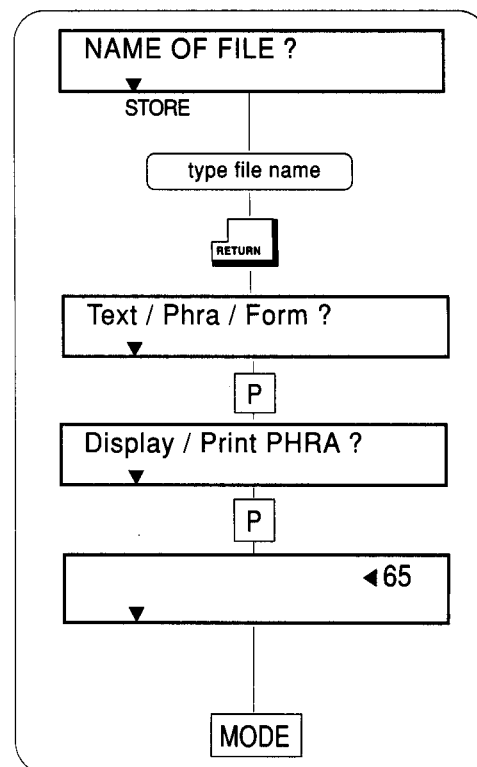 NAME OF FILE ?
STORE
type file name
RETURN
Text / Phra / Form ?
P
Display / Print PHRA ?
P
◀65
MODE